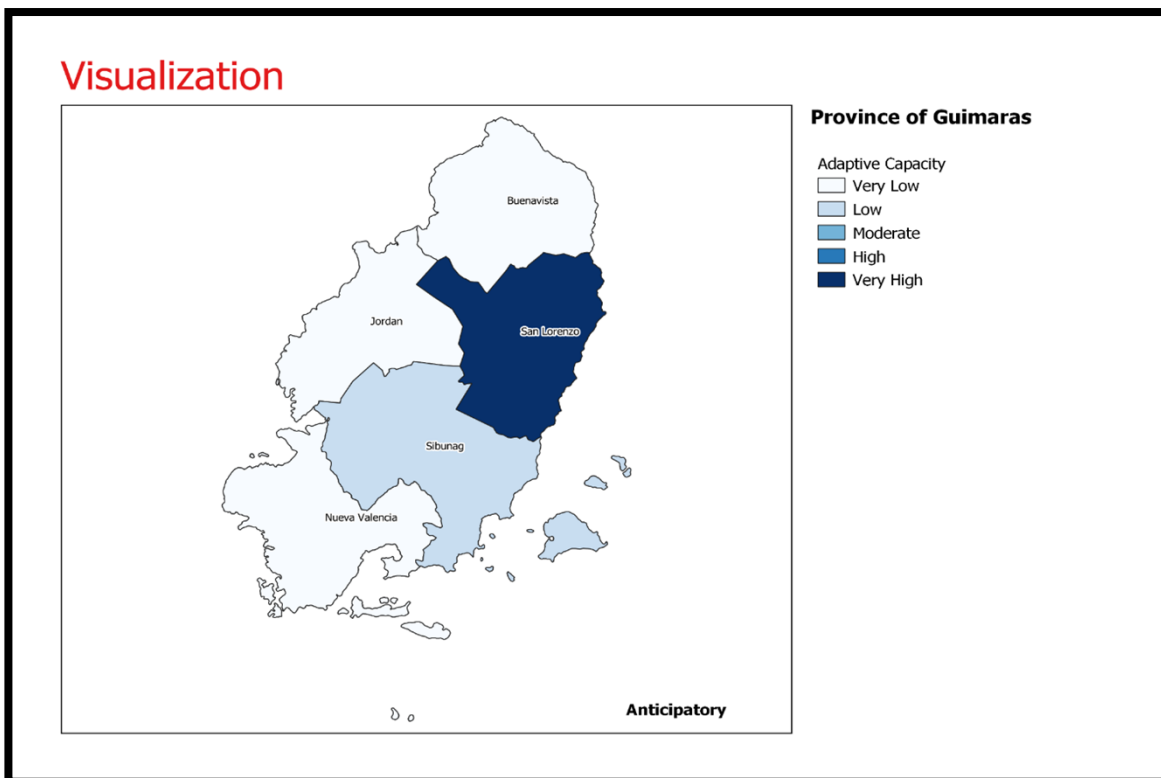 Visualization
Province of Guimaras
Adaptive Capacity
Very Low
Low
Moderate
High
Very High
Buenavista
Jordan
San Lorenzo
Sibunag
Nueva Valencia
Anticipatory